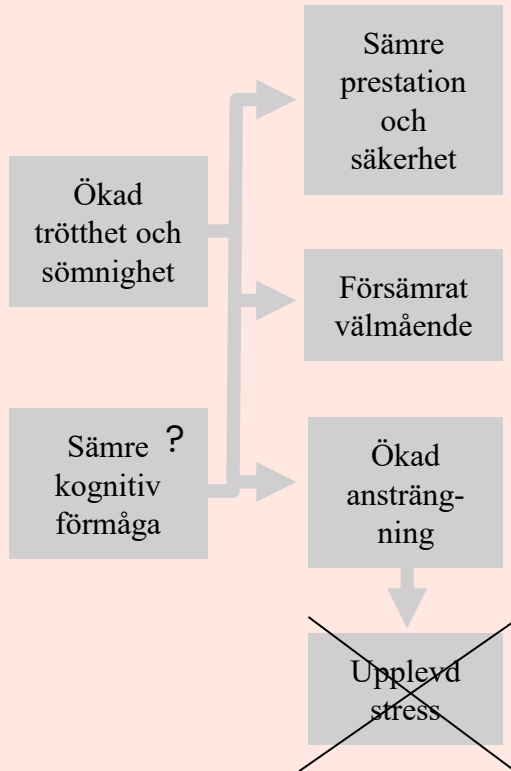 Sämre
prestation
och
säkerhet
Ökad
trötthet och
sömnighet
Försämrat
välmående
Sämre ?
kognitiv
förmåga
Ökad
ansträng-
ning
Upplevd
stress